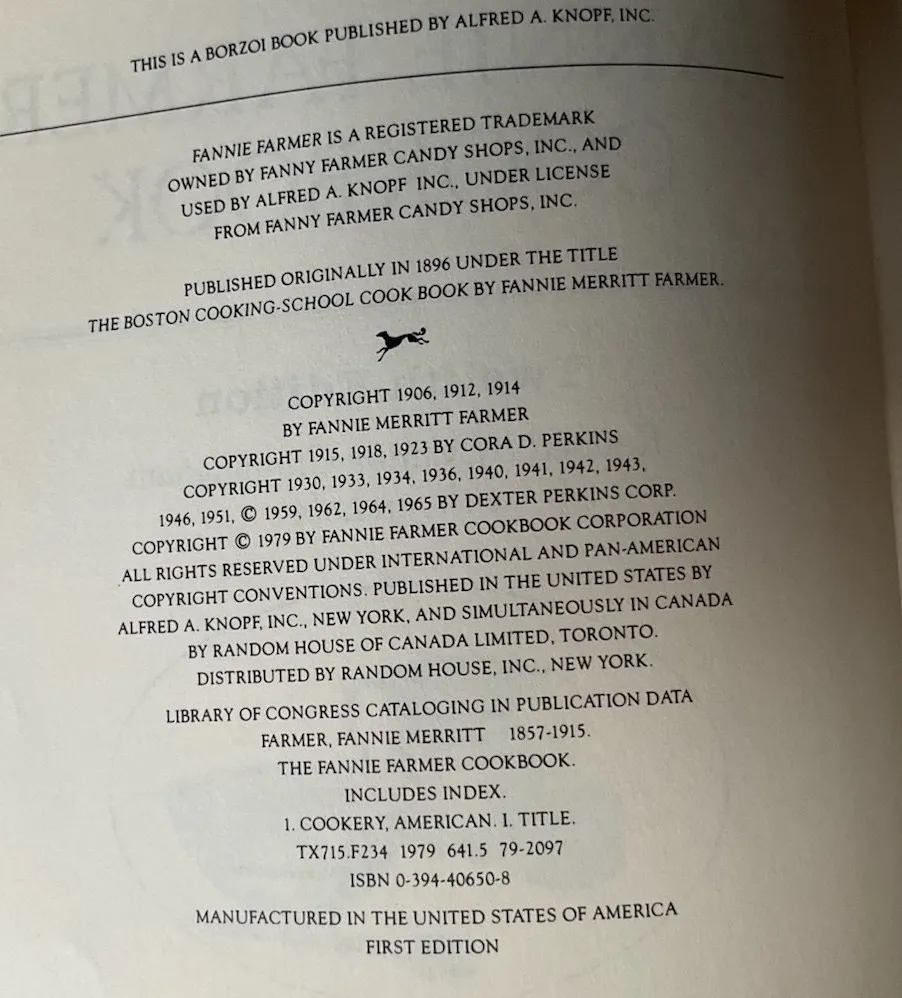 THIS IS A BORZOI BOOK PUBLISHED BY ALFRED A. KNOPF, INC.
FANNIE FARMER IS A REGISTERED TRADEMARK
OWNED BY FANNY FARMER CANDY SHOPS, INC., AND
USED BY ALFRED A. KNOPF INC., UNDER LICENSE
FROM FANNY FARMER CANDY SHOPS, INC.
PUBLISHED ORIGINALLY IN 1896 UNDER THE TITLE
THE BOSTON COOKING-SCHOOL COOK BOOK BY FANNIE MERRITT FARMER.
COPYRIGHT 1906, 1912, 1914
BY FANNIE MERRITT FARMER
COPYRIGHT 1915, 1918, 1923 BY CORA D. PERKINS
COPYRIGHT 1930, 1933, 1934, 1936, 1940, 1941, 1942, 1943,
1946, 1951, © 1959, 1962, 1964, 1965 BY DEXTER PERKINS CORP.
COPYRIGHT © 1979 BY FANNIE FARMER COOKBOOK CORPORATION
ALL RIGHTS RESERVED UNDER INTERNATIONAL AND PAN-AMERICAN
COPYRIGHT CONVENTIONS. PUBLISHED IN THE UNITED STATES BY
ALFRED A. KNOPF, INC., NEW YORK, AND SIMULTANEOUSLY IN CANADA
BY RANDOM HOUSE OF CANADA LIMITED, TORONTO.
DISTRIBUTED BY RANDOM HOUSE, INC., NEW YORK.
LIBRARY OF CONGRESS CATALOGING IN PUBLICATION DATA
FARMER, FANNIE MERRITT 1857-1915.
THE FANNIE FARMER COOKBOOK.
INCLUDES INDEX.
1. COOKERY, AMERICAN. I. TITLE.
TX715.F234 1979 641.5 79-2097
ISBN 0-394-40650-8
MANUFACTURED IN THE UNITED STATES OF AMERICA
FIRST EDITION